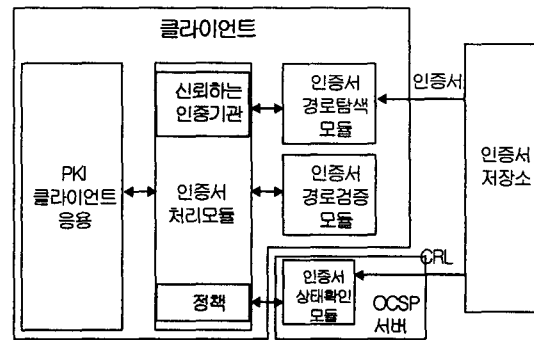 클라이언트
신뢰하는
인증기관
인증서
경로탐색
모듈
인증서
PKI
클라이언트
응용
인증서
처리모듈
인증서
경로검증
모듈
인증서
저장소
정책
인증서
상태확인
모듈
CRL
OCSP
서버